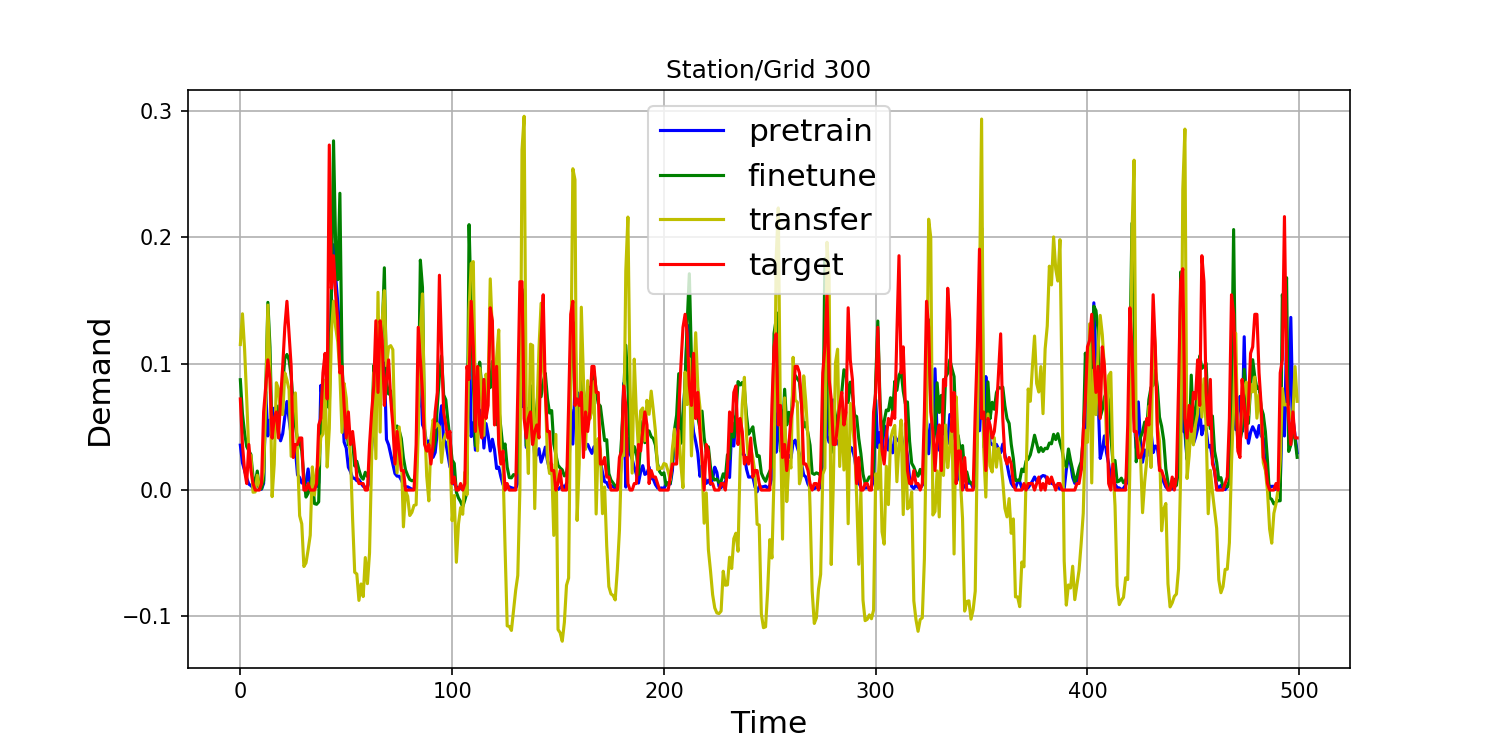 Station/Grid 300
0.3
0.2
0.1
0.0
−0.1
Demand
pretrain
finetune
transfer
target
0 100 200 300 400 500
Time